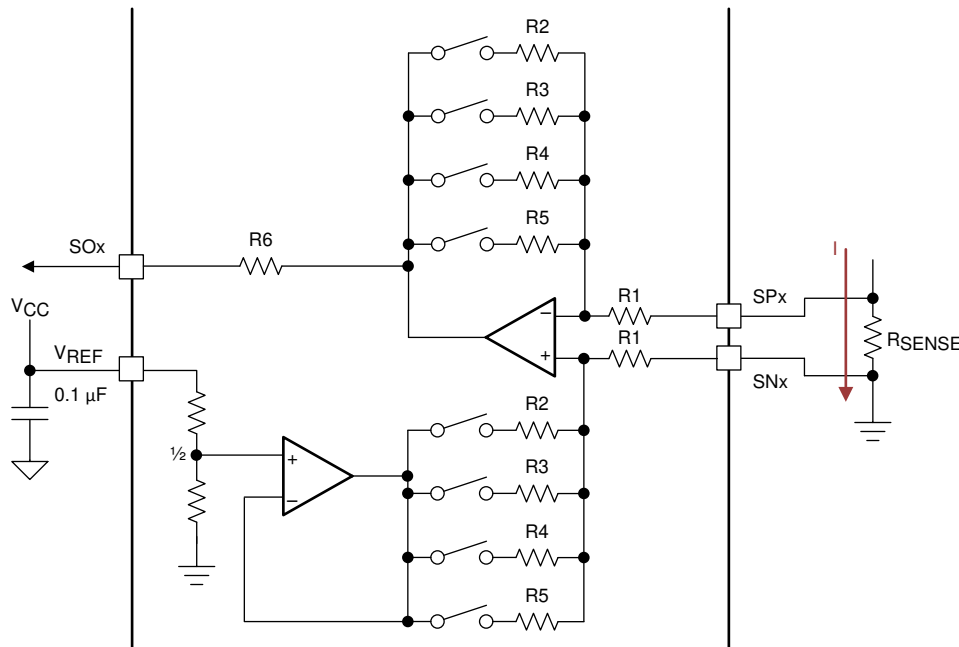 R2
R3
R4
R5
SOx
R6
I
VCC
R1
SPx
R1
RSENSE
VREF
SNx
0.1 µF
R2
½
R3
R4
R5
−
+
+
−